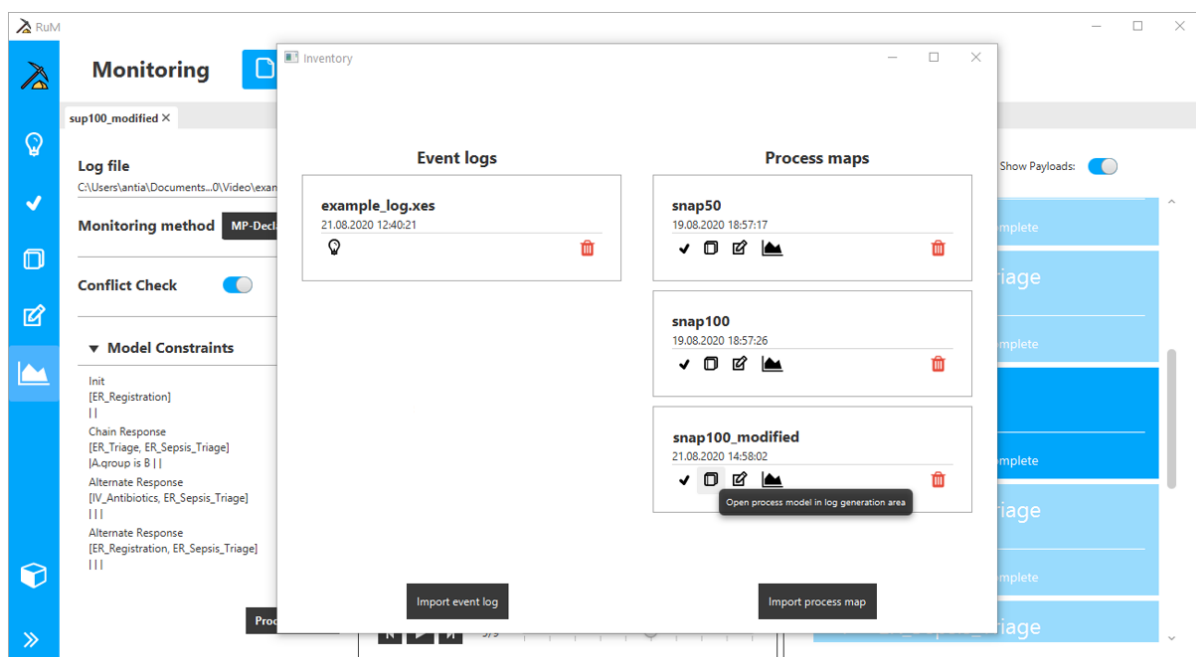 RuM
Monitoring
sup100_modified ×
Log file
C:\Users\antia\Documents...0\Video\exan
Monitoring method
MP-Decl
Conflict Check
Model Constraints
Init
[ER_Registration]
| |
Chain Response
[ER_Triage, ER_Sepsis_Triage]
|A.group is B | |
Alternate Response
[IV_Antibiotics, ER_Sepsis_Triage]
| | |
Alternate Response
[ER_Registration, ER_Sepsis_Triage]
| | |
Proc
Inventory
Event logs
example_log.xes
21.08.2020 12:40:21
Import event log
Process maps
snap50
19.08.2020 18:57:17
snap100
19.08.2020 18:57:26
snap100_modified
21.08.2020 14:58:02
Open process model in log generation area
Import process map
Show Payloads:
mplete
riage
mplete
mplete
riage
mplete
riage